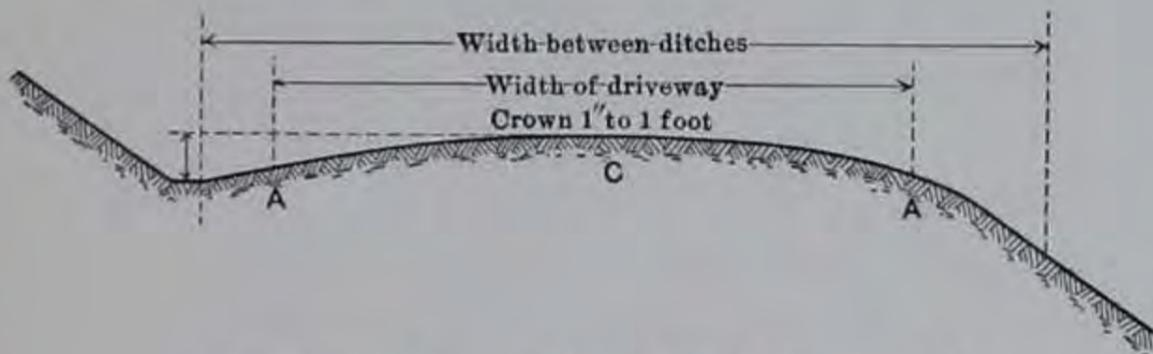 Width between ditches
Width of driveway
Crown 1" to 1 foot
C
A
A